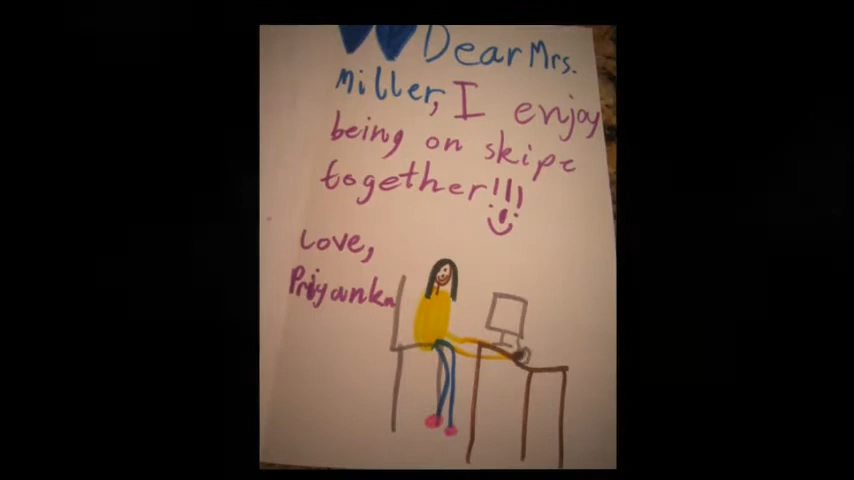 Dear Mrs.
Miller, I enjoy
being on skipe
together!!!
Love,
Priyanka